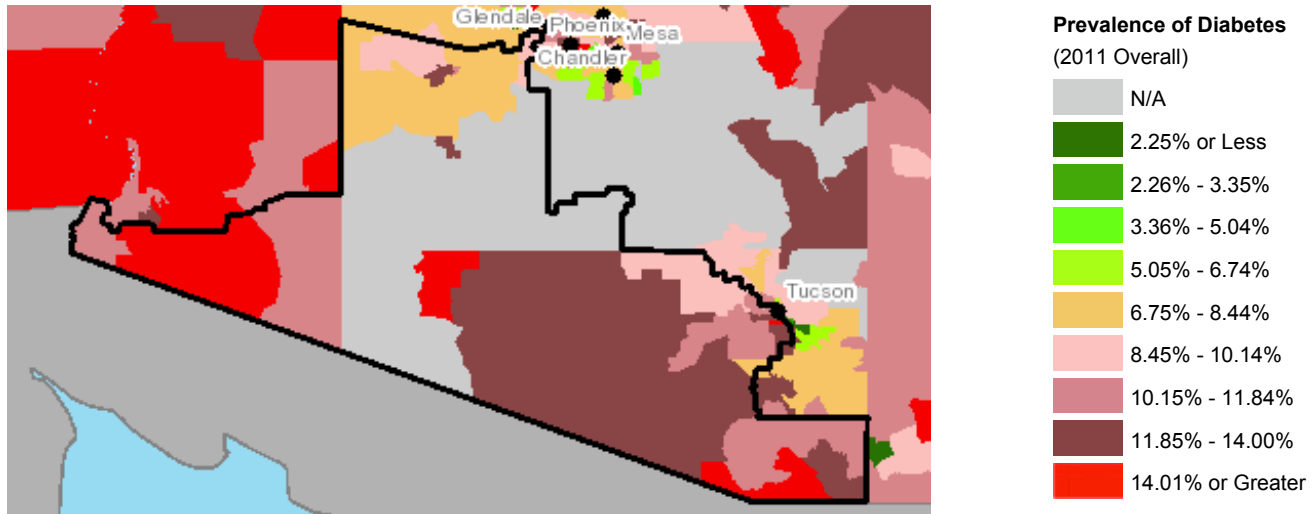 Glendale
Phoenix
Mesa
Chandler
Tucson
Prevalence of Diabetes
(2011 Overall)
N/A
2.25% or Less
2.26% - 3.35%
3.36% - 5.04%
5.05% - 6.74%
6.75% - 8.44%
8.45% - 10.14%
10.15% - 11.84%
11.85% - 14.00%
14.01% or Greater